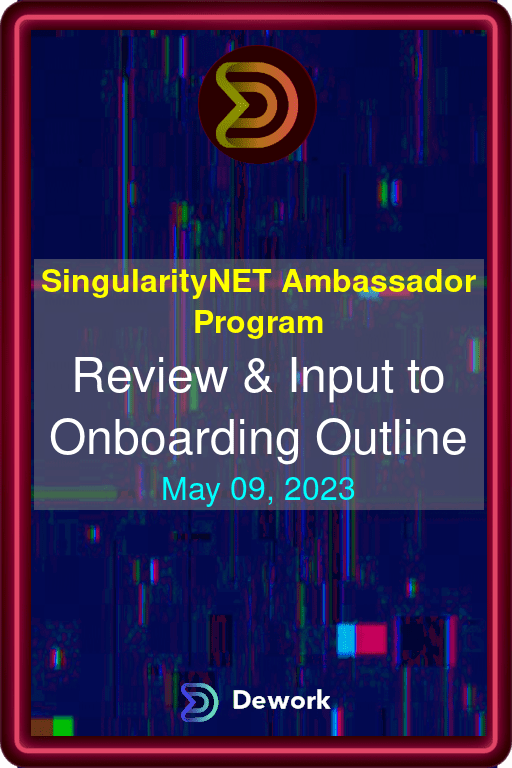 SingularityNET Ambassador
Program
Review & Input to
Onboarding Outline
May 09, 2023
Dework